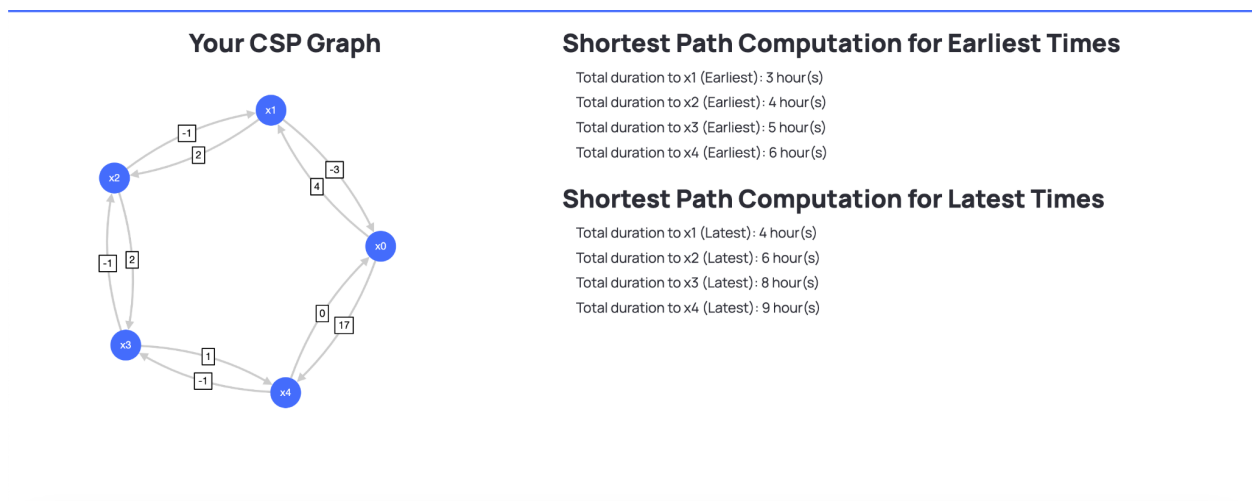 Your CSP Graph
x1
-1
2
-3
x2
4
x0
-1
2
0
17
x3
1
-1
x4
Shortest Path Computation for Earliest Times
Total duration to x1 (Earliest): 3 hour(s)
Total duration to x2 (Earliest): 4 hour(s)
Total duration to x3 (Earliest): 5 hour(s)
Total duration to x4 (Earliest): 6 hour(s)
Shortest Path Computation for Latest Times
Total duration to x1 (Latest): 4 hour(s)
Total duration to x2 (Latest): 6 hour(s)
Total duration to x3 (Latest): 8 hour(s)
Total duration to x4 (Latest): 9 hour(s)